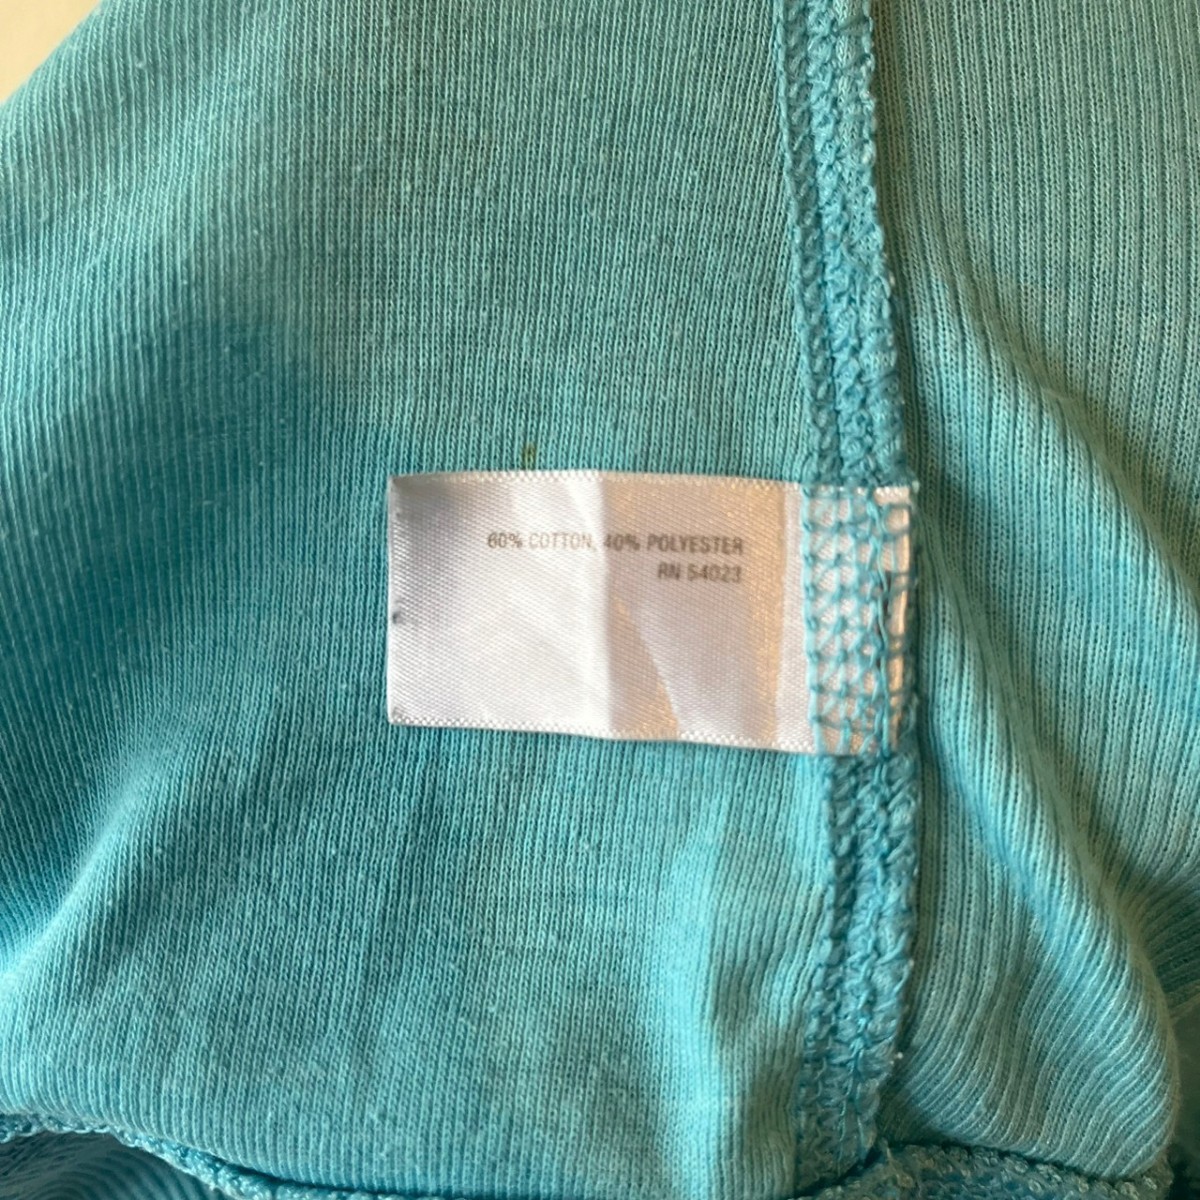 60% COTTON, 40% POLYESTER
RN 54023